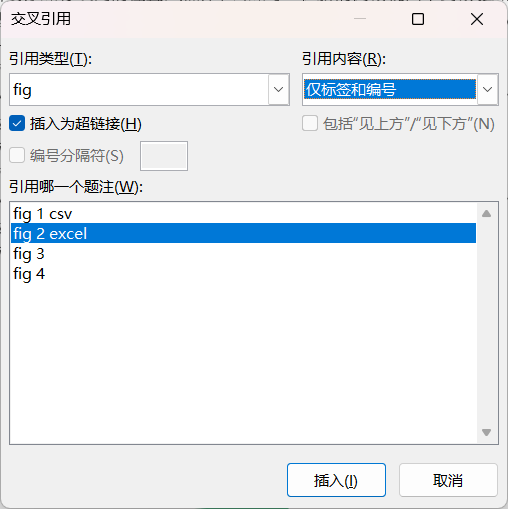 交叉引用
引用类型(T): 引用内容(R):
fig 仅标签和编号
插入为超链接(H) 包括“见上方”/“见下方”(N)
编号分隔符(S)
引用哪一个题注(W):
fig 1 csv
fig 2 excel
fig 3
fig 4
插入(I) 取消